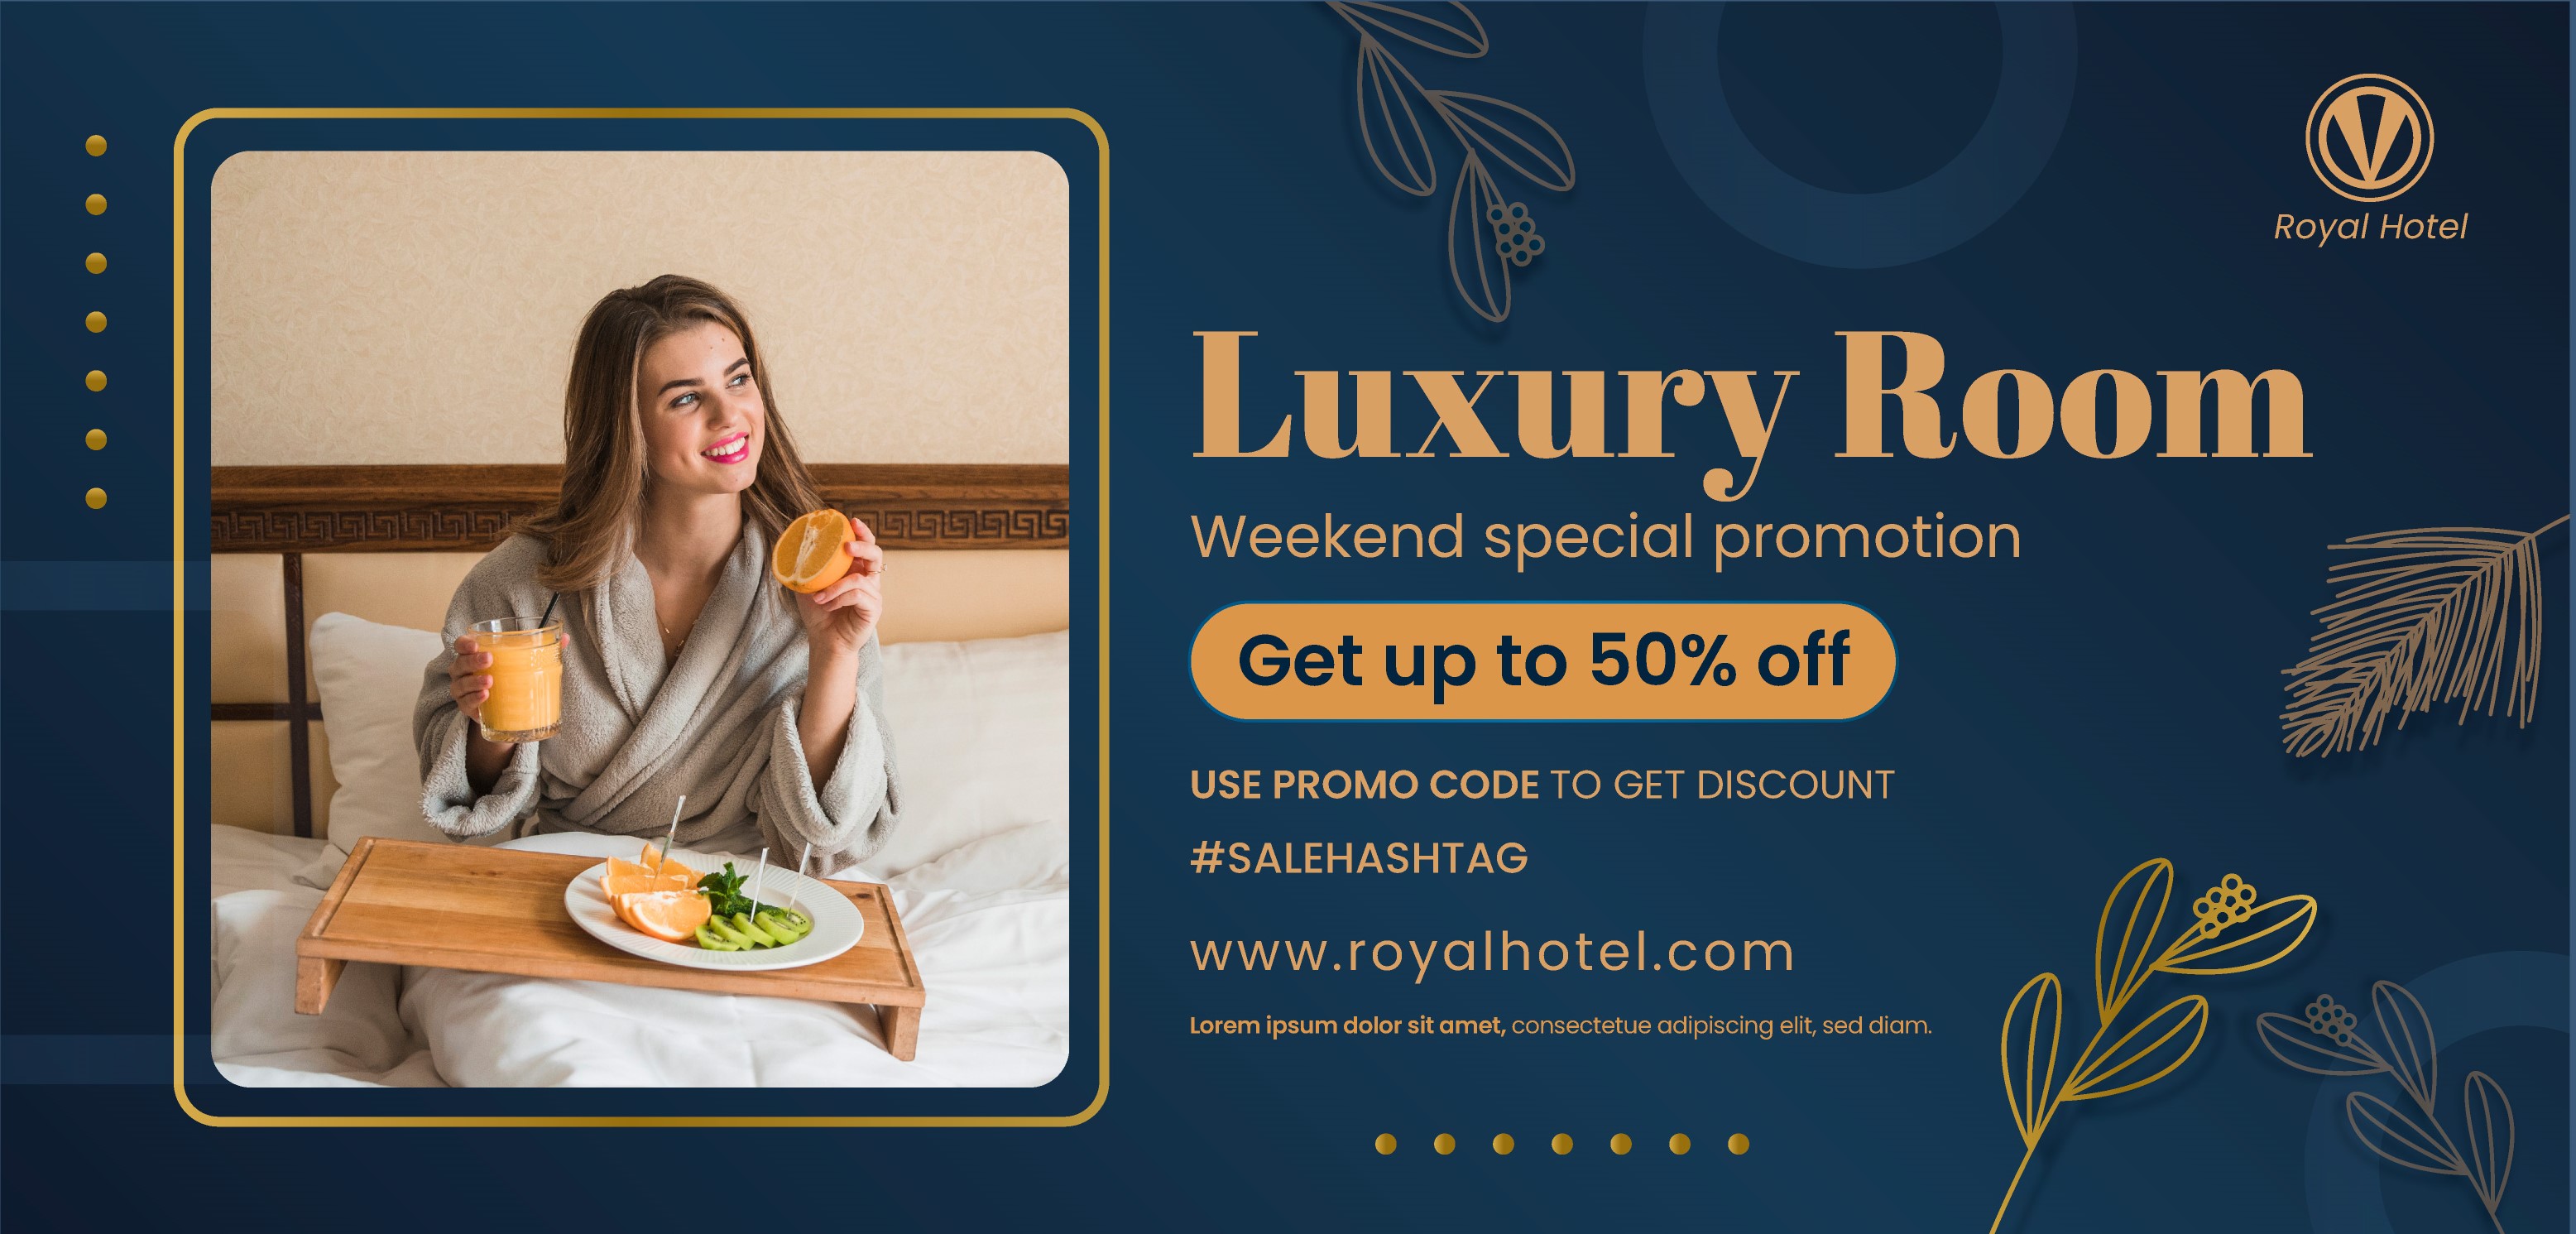 Royal Hotel
Luxury Room
Weekend special promotion
Get up to 50% off
USE PROMO CODE TO GET DISCOUNT
#SALEHASHTAG
www.royalhotel.com
Lorem ipsum dolor sit amet, consectetue adipiscing elit, sed diam.